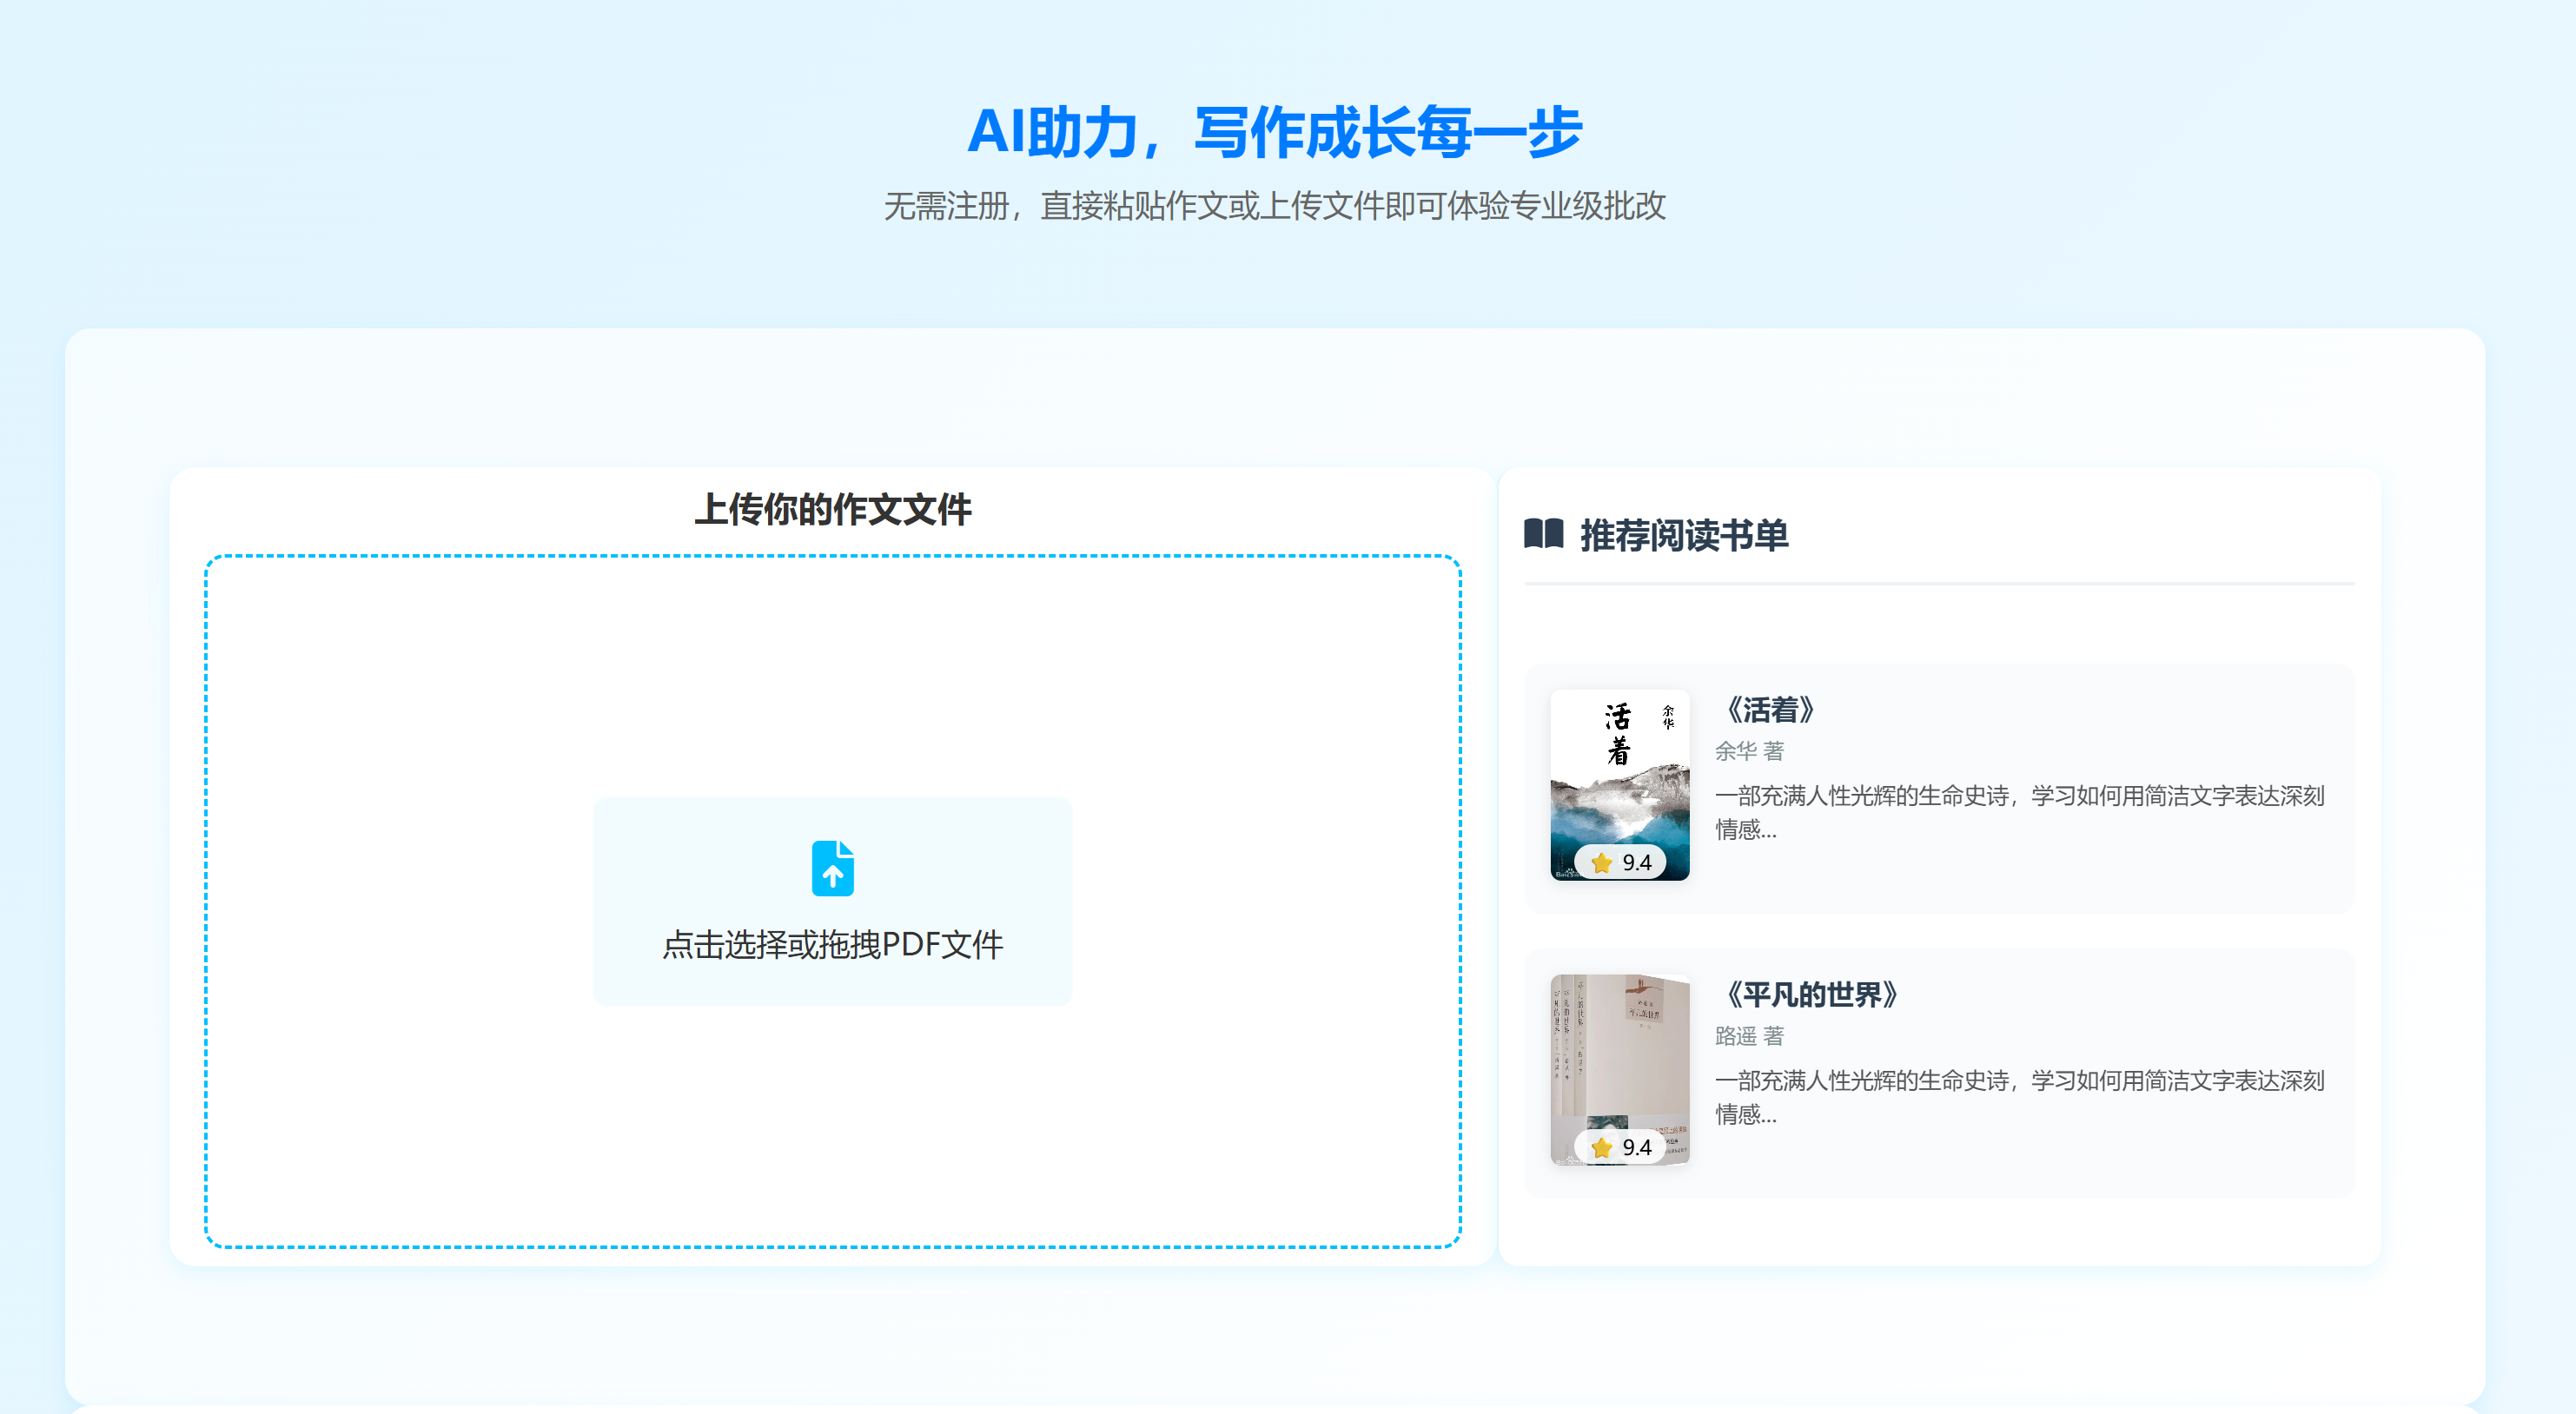 AI助力，写作成长每一步
无需注册，直接粘贴作文或上传文件即可体验专业级批改
上传你的作文文件
点击选择或拖拽PDF文件
推荐阅读书单
活着
余华
9.4
《活着》
余华 著
一部充满人性光辉的生命史诗，学习如何用简洁文字表达深刻
情感...
9.4
《平凡的世界》
路遥 著
一部充满人性光辉的生命史诗，学习如何用简洁文字表达深刻
情感...